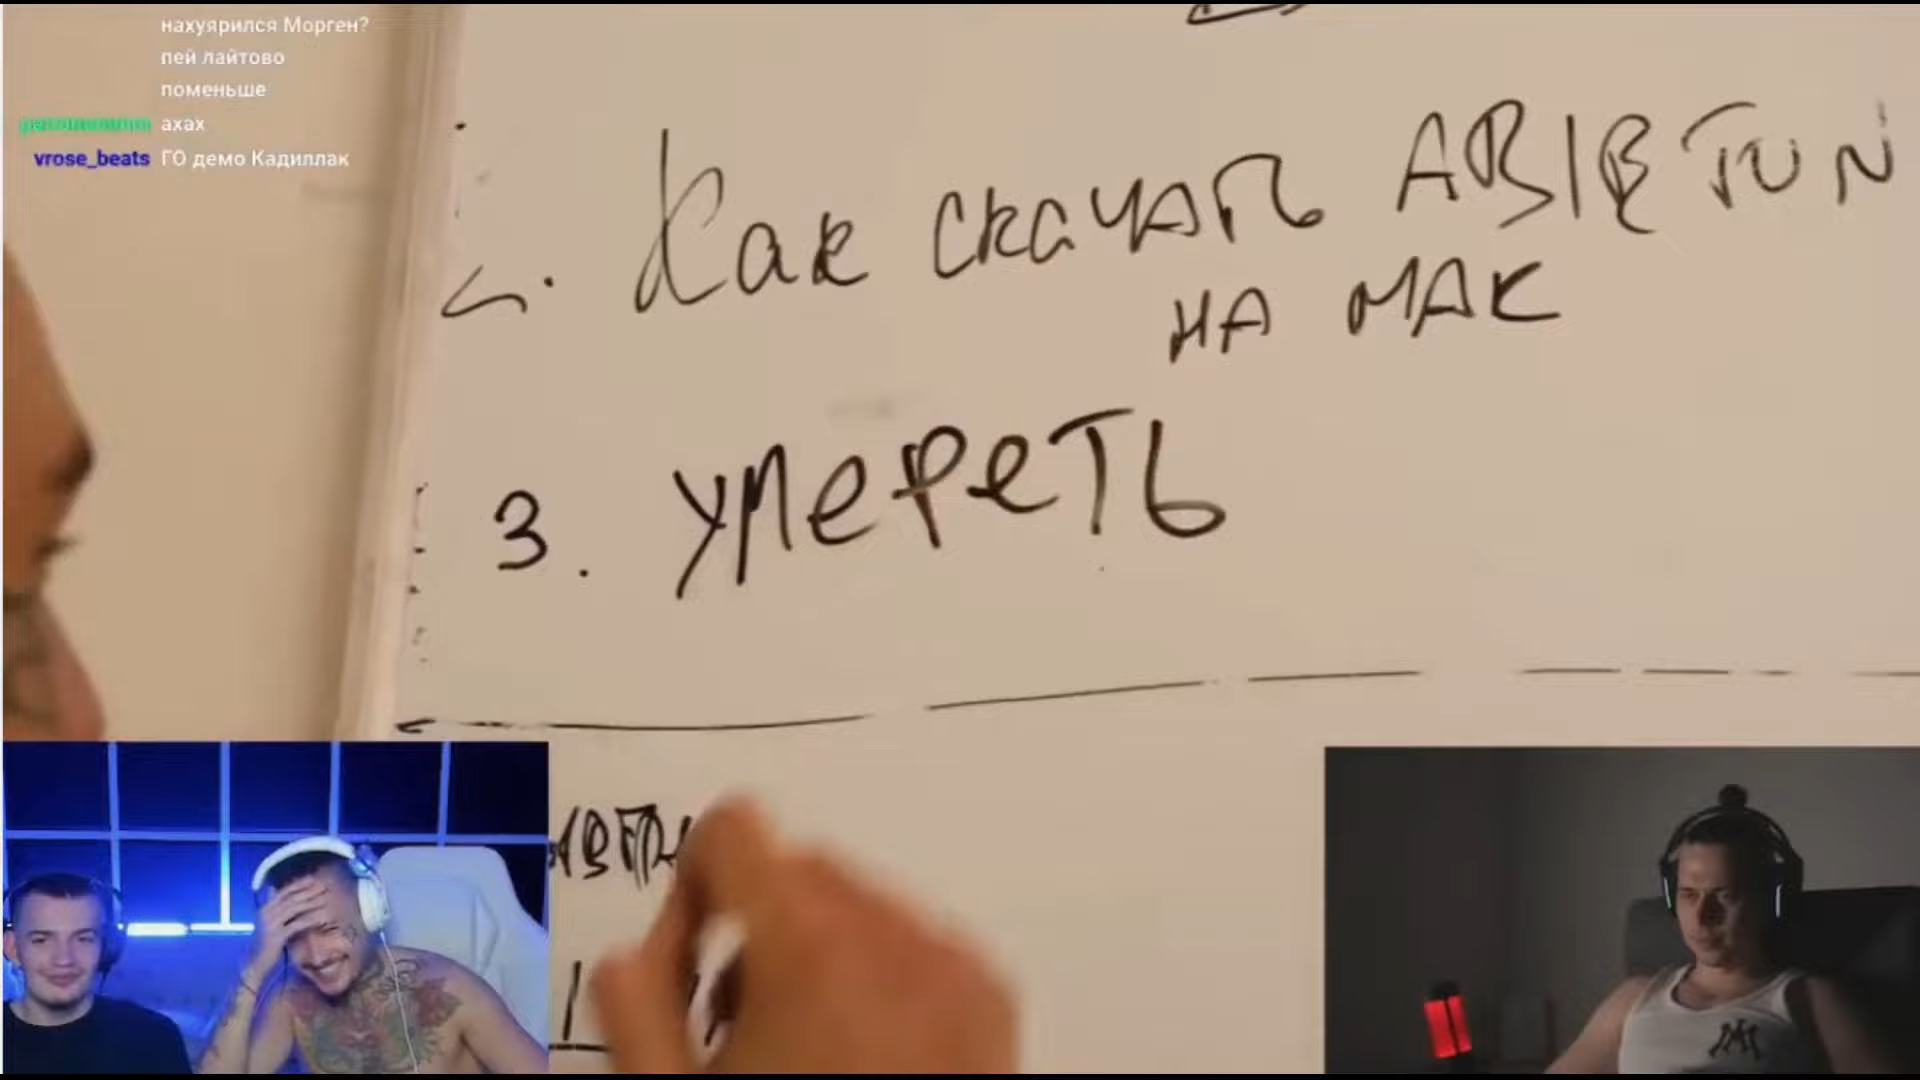 нахуярился Морген?
пей лайтово
поменьше
ахах
vrose_beats ГО демо Кадиллак
Как скачать ABLETON
НА МАК
3. умереть